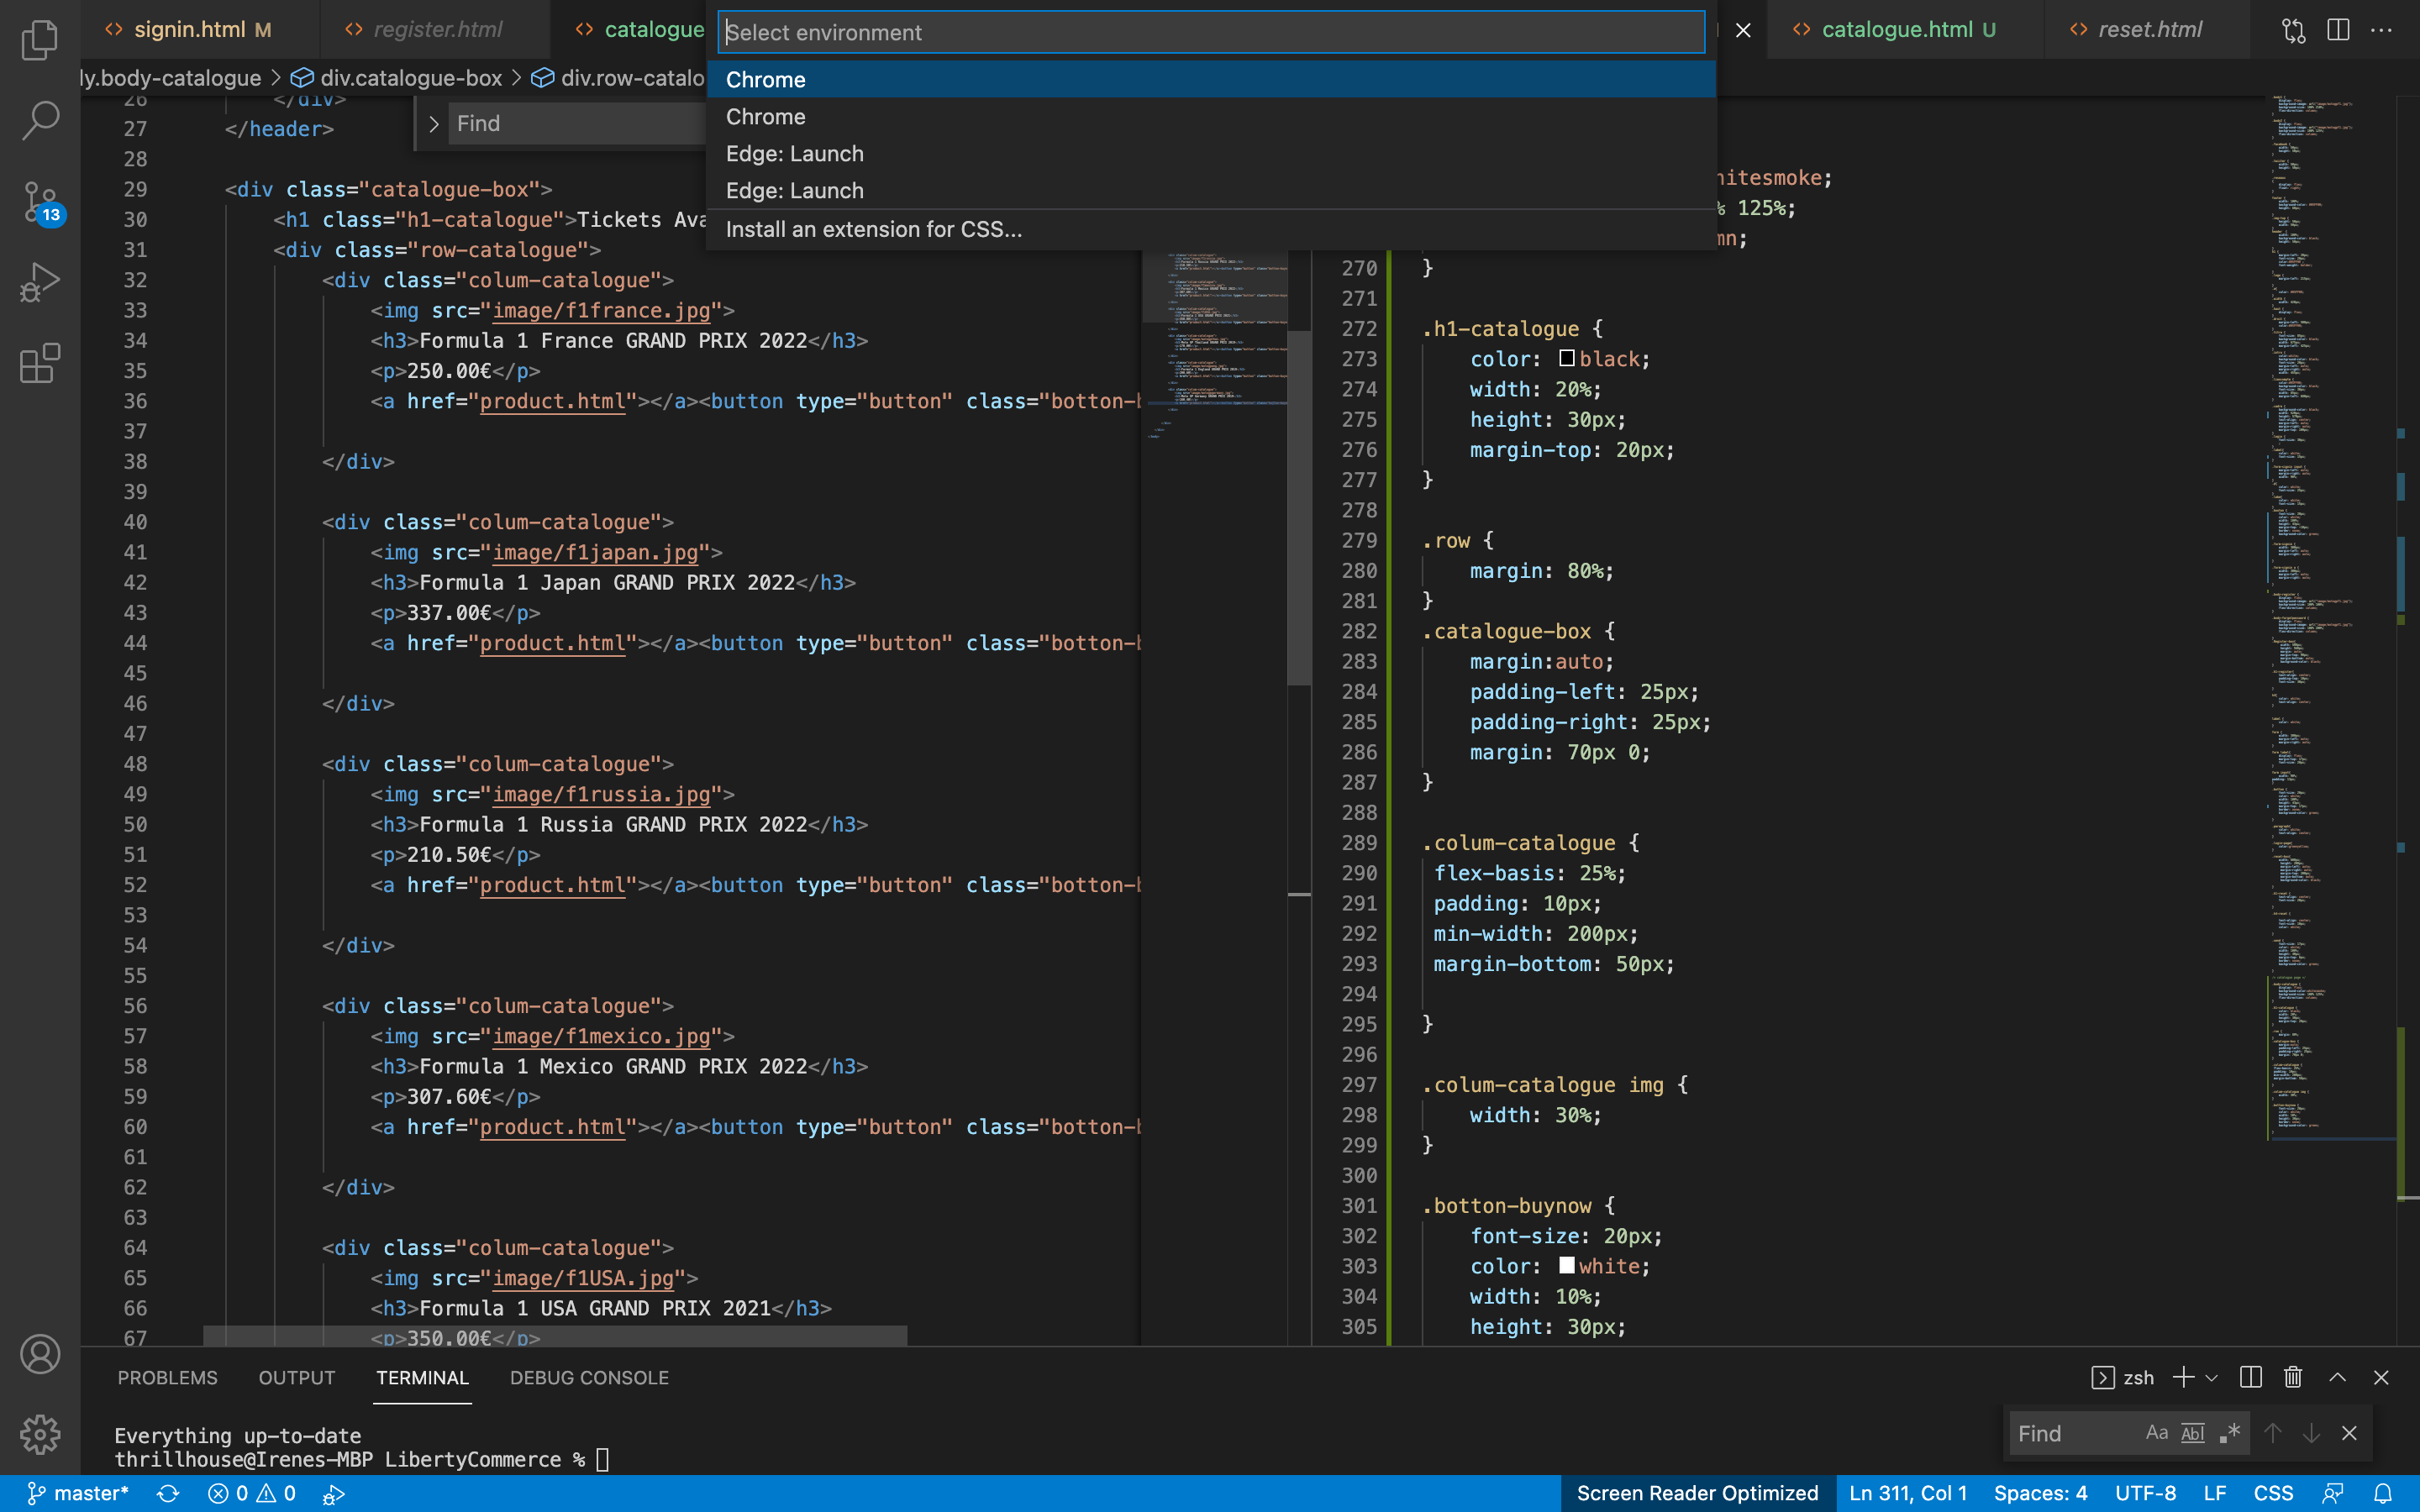 signin.html M
register.html
catalogue
Select environment
catalogue.html U
reset.html
Chrome
Chrome
Edge: Launch
Edge: Launch
Install an extension for CSS...
ly.body-catalogue > div.catalogue-box > div.row-catalo
Find
13
26 </div>
27 </header>
28
29 <div class="catalogue-box">
30 <h1 class="h1-catalogue">Tickets Ava
31 <div class="row-catalogue">
32 <div class="colum-catalogue">
33 <img src="image/f1france.jpg">
34 <h3>Formula 1 France GRAND PRIX 2022</h3>
35 <p>250.00€</p>
36 <a href="product.html"></a><button type="button" class="botton-b
37
38 </div>
39
40 <div class="colum-catalogue">
41 <img src="image/f1japan.jpg">
42 <h3>Formula 1 Japan GRAND PRIX 2022</h3>
43 <p>337.00€</p>
44 <a href="product.html"></a><button type="button" class="botton-b
45
46 </div>
47
48 <div class="colum-catalogue">
49 <img src="image/f1russia.jpg">
50 <h3>Formula 1 Russia GRAND PRIX 2022</h3>
51 <p>210.50€</p>
52 <a href="product.html"></a><button type="button" class="botton-b
53
54 </div>
55
56 <div class="colum-catalogue">
57 <img src="image/f1mexico.jpg">
58 <h3>Formula 1 Mexico GRAND PRIX 2022</h3>
59 <p>307.60€</p>
60 <a href="product.html"></a><button type="button" class="botton-b
61
62 </div>
63
64 <div class="colum-catalogue">
65 <img src="image/f1USA.jpg">
66 <h3>Formula 1 USA GRAND PRIX 2021</h3>
67 <p>350.00€</p>
hitesmoke;
% 125%;
mn;
270 }
271
272 .h1-catalogue {
273 color: black;
274 width: 20%;
275 height: 30px;
276 margin-top: 20px;
277 }
278
279 .row {
280 margin: 80%;
281 }
282 .catalogue-box {
283 margin:auto;
284 padding-left: 25px;
285 padding-right: 25px;
286 margin: 70px 0;
287 }
288
289 .colum-catalogue {
290 flex-basis: 25%;
291 padding: 10px;
292 min-width: 200px;
293 margin-bottom: 50px;
294
295 }
296
297 .colum-catalogue img {
298 width: 30%;
299 }
300
301 .botton-buynow {
302 font-size: 20px;
303 color: white;
304 width: 10%;
305 height: 30px;
PROBLEMS OUTPUT TERMINAL DEBUG CONSOLE
zsh
Find Aa Abl .*
Everything up-to-date
thrillhouse@Irenes-MBP LibertyCommerce %
master* 0 0 Screen Reader Optimized Ln 311, Col 1 Spaces: 4 UTF-8 LF CSS